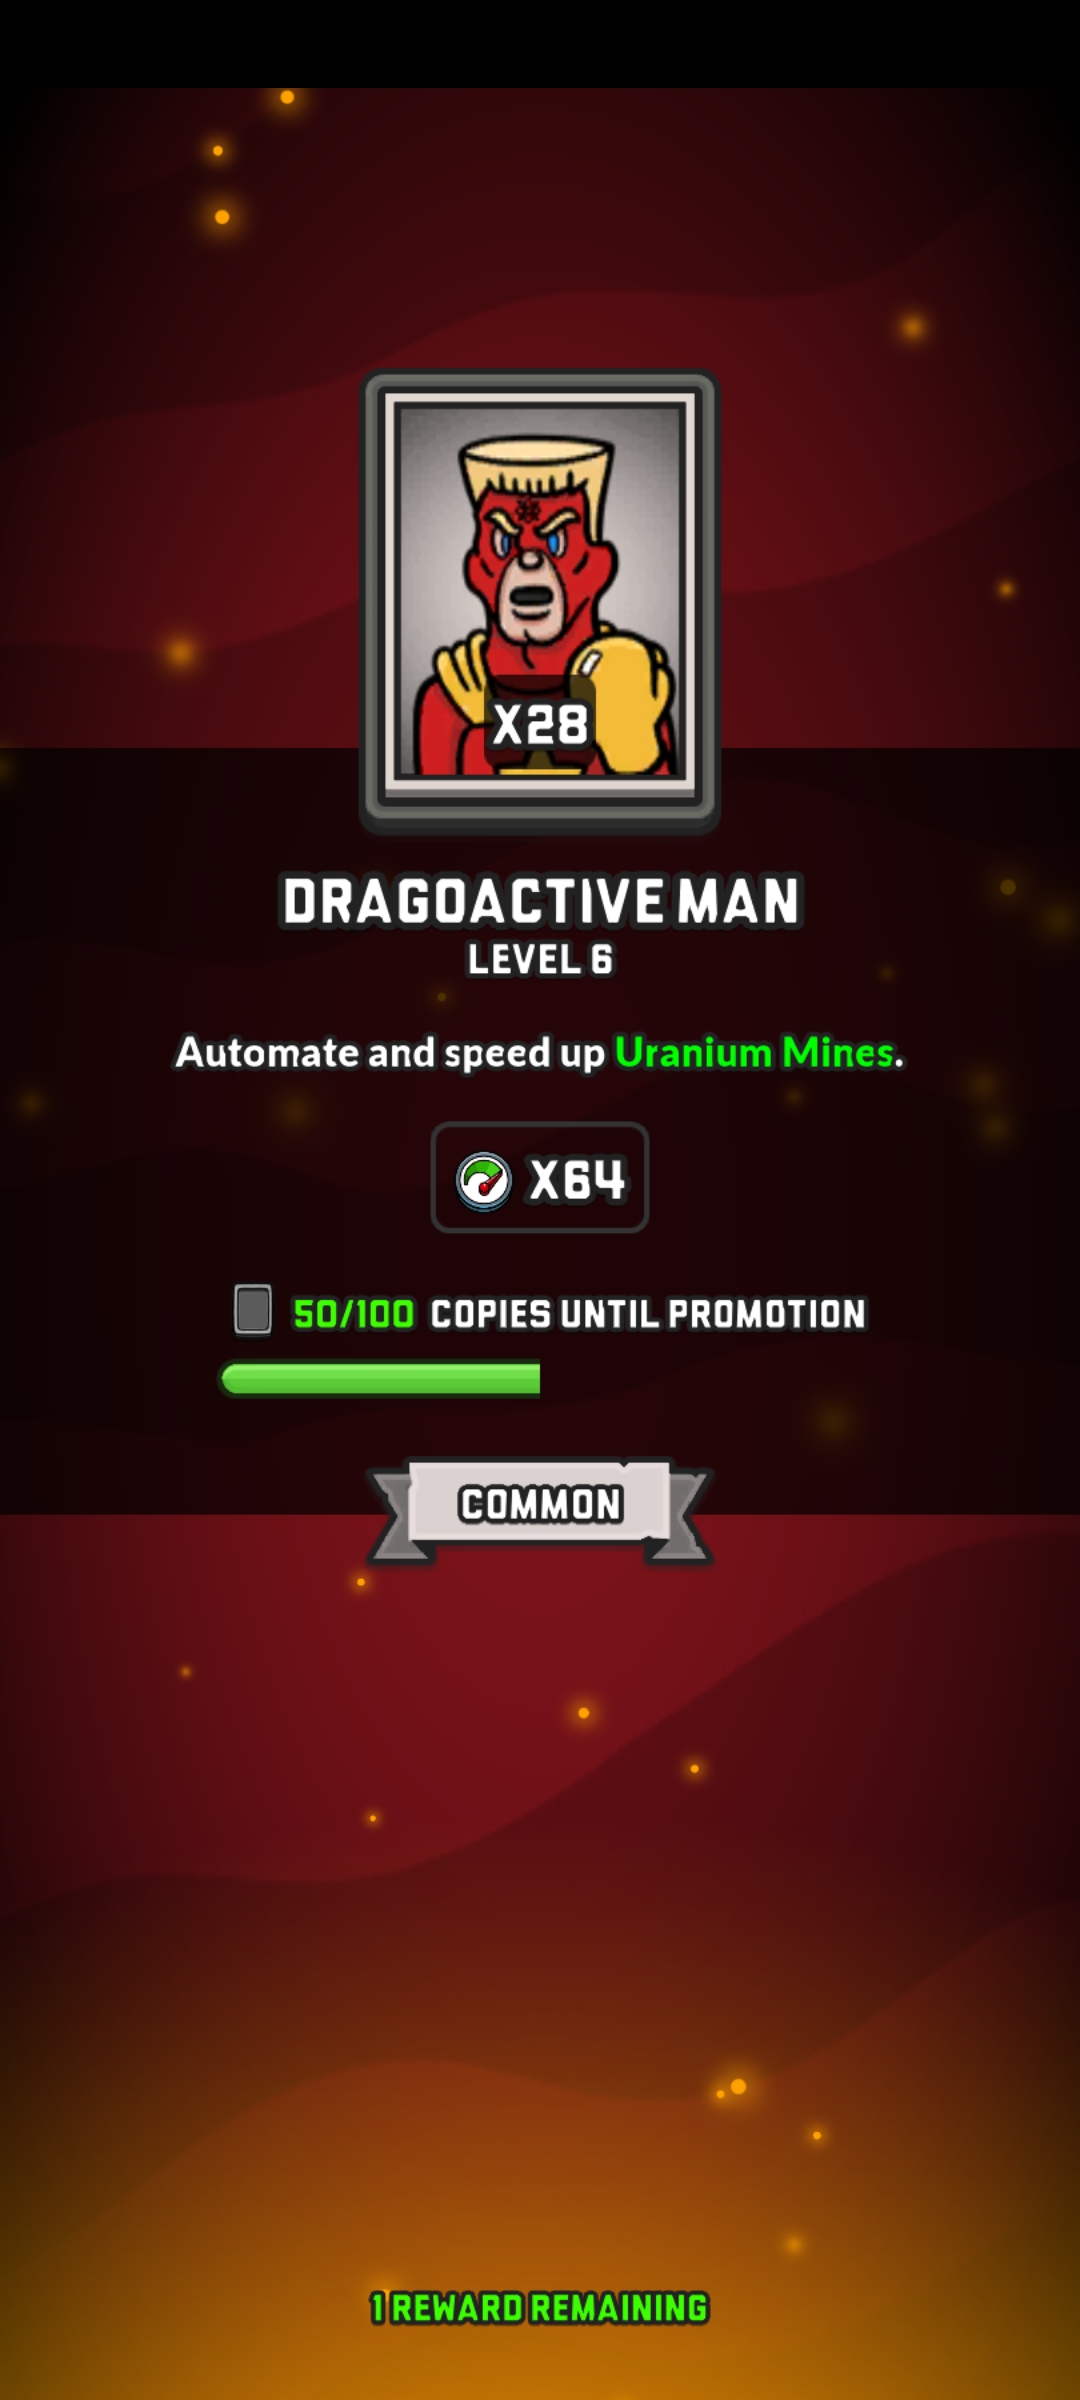 X28
DRAGOACTIVE MAN
LEVEL 6
Automate and speed up Uranium Mines.
X64
50/100 COPIES UNTIL PROMOTION
COMMON
1 REWARD REMAINING